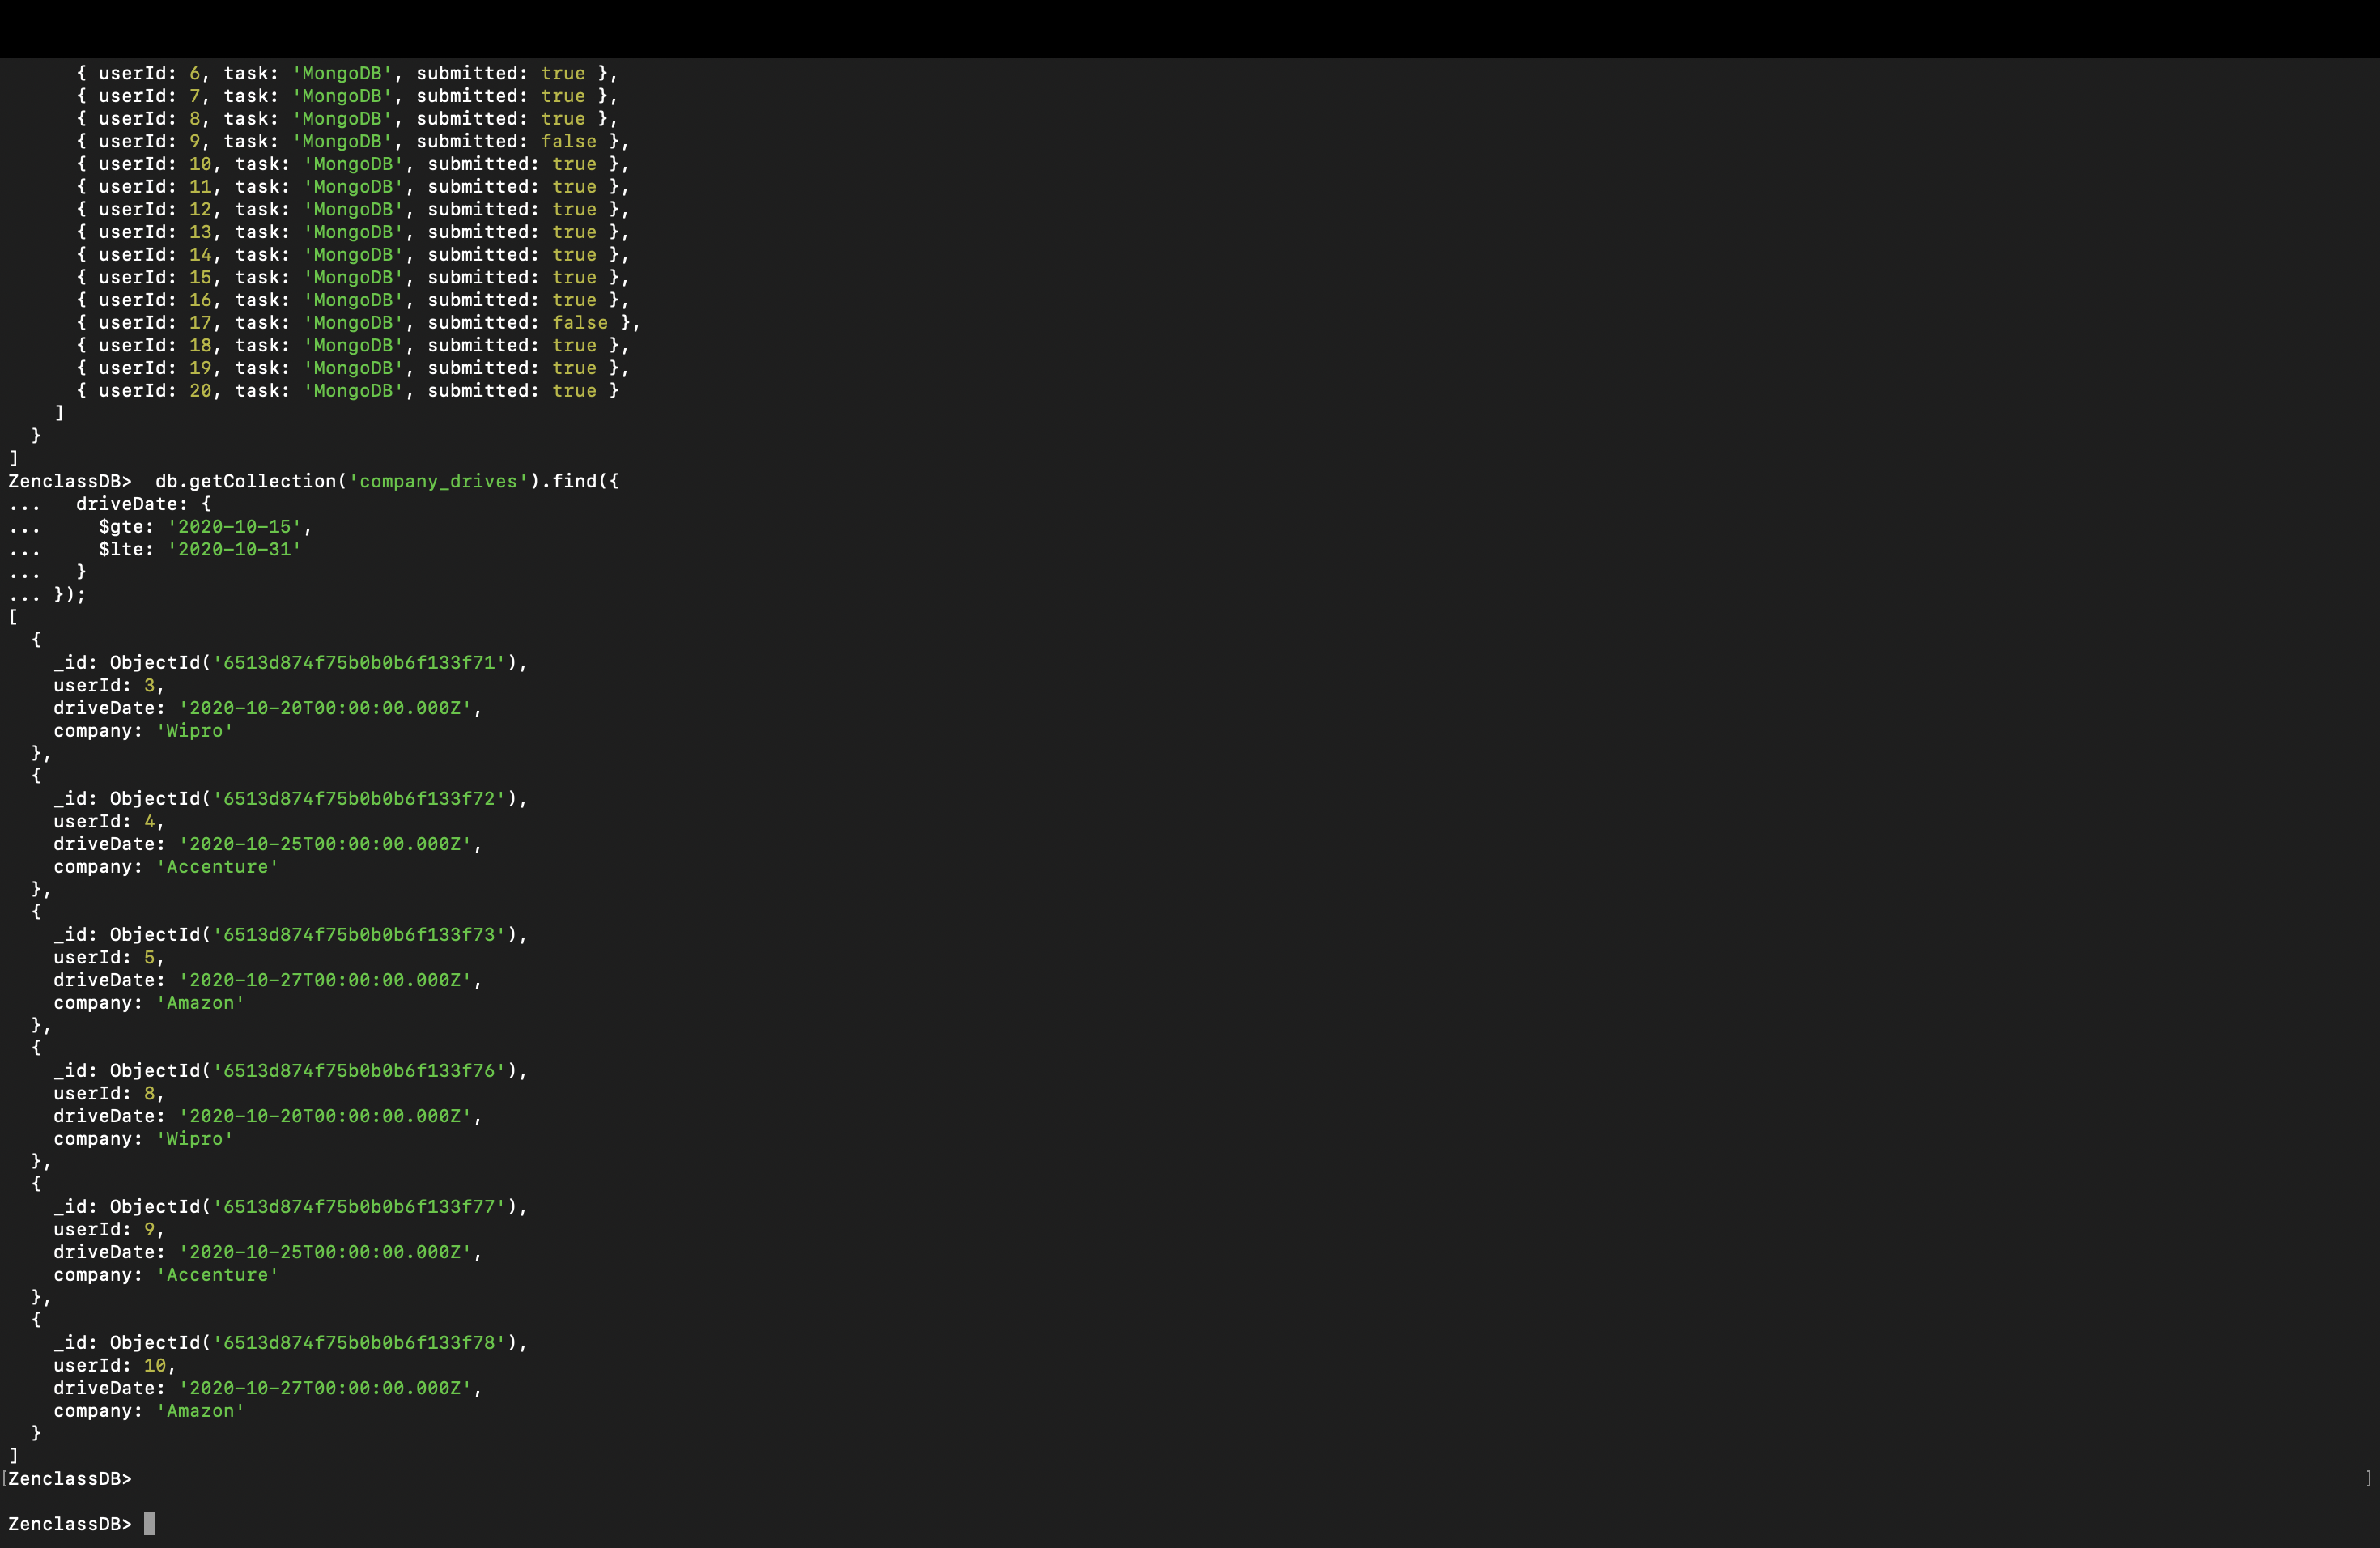 { userId: 6, task: 'MongoDB', submitted: true },
{ userId: 7, task: 'MongoDB', submitted: true },
{ userId: 8, task: 'MongoDB', submitted: true },
{ userId: 9, task: 'MongoDB', submitted: false },
{ userId: 10, task: 'MongoDB', submitted: true },
{ userId: 11, task: 'MongoDB', submitted: true },
{ userId: 12, task: 'MongoDB', submitted: true },
{ userId: 13, task: 'MongoDB', submitted: true },
{ userId: 14, task: 'MongoDB', submitted: true },
{ userId: 15, task: 'MongoDB', submitted: true },
{ userId: 16, task: 'MongoDB', submitted: true },
{ userId: 17, task: 'MongoDB', submitted: false },
{ userId: 18, task: 'MongoDB', submitted: true },
{ userId: 19, task: 'MongoDB', submitted: true },
{ userId: 20, task: 'MongoDB', submitted: true }
]
}
]
ZenclassDB>  db.getCollection('company_drives').find({
...   driveDate: {
...     $gte: '2020-10-15',
...     $lte: '2020-10-31'
...   }
... });
[
{
_id: ObjectId('6513d874f75b0b0b6f133f71'),
userId: 3,
driveDate: '2020-10-20T00:00:00.000Z',
company: 'Wipro'
},
{
_id: ObjectId('6513d874f75b0b0b6f133f72'),
userId: 4,
driveDate: '2020-10-25T00:00:00.000Z',
company: 'Accenture'
},
{
_id: ObjectId('6513d874f75b0b0b6f133f73'),
userId: 5,
driveDate: '2020-10-27T00:00:00.000Z',
company: 'Amazon'
},
{
_id: ObjectId('6513d874f75b0b0b6f133f76'),
userId: 8,
driveDate: '2020-10-20T00:00:00.000Z',
company: 'Wipro'
},
{
_id: ObjectId('6513d874f75b0b0b6f133f77'),
userId: 9,
driveDate: '2020-10-25T00:00:00.000Z',
company: 'Accenture'
},
{
_id: ObjectId('6513d874f75b0b0b6f133f78'),
userId: 10,
driveDate: '2020-10-27T00:00:00.000Z',
company: 'Amazon'
}
]
[ZenclassDB> ]
ZenclassDB>